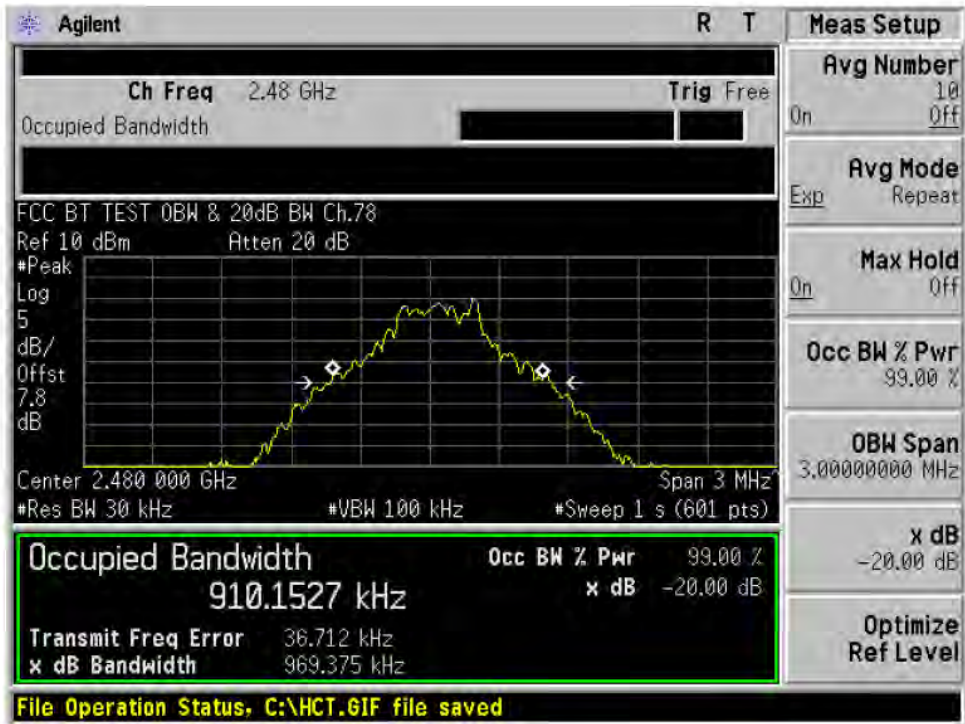 Agilent R T
Ch Freq 2.48 GHz Trig Free
Occupied Bandwidth
FCC BT TEST OBW & 20dB BW Ch.78
Ref 10 dBm Atten 20 dB
#Peak
Log
5
dB/
Offst
7.8
dB
Center 2.480 000 GHz Span 3 MHz^
#Res BW 30 kHz #VBW 100 kHz #Sweep 1 s (601 pts)
Occupied Bandwidth Occ BW % Pwr 99.00 %
910.1527 kHz x dB -20.00 dB
Transmit Freq Error 36.712 kHz
x dB Bandwidth 969.375 kHz
File Operation Status, C:\HCT.GIF file saved
Meas Setup
Avg Number
10
On Off
Avg Mode
Exp Repeat
Max Hold
On Off
Occ BW % Pwr
99.00 %
OBW Span
3.00000000 MHz
x dB
-20.00 dB
Optimize
Ref Level